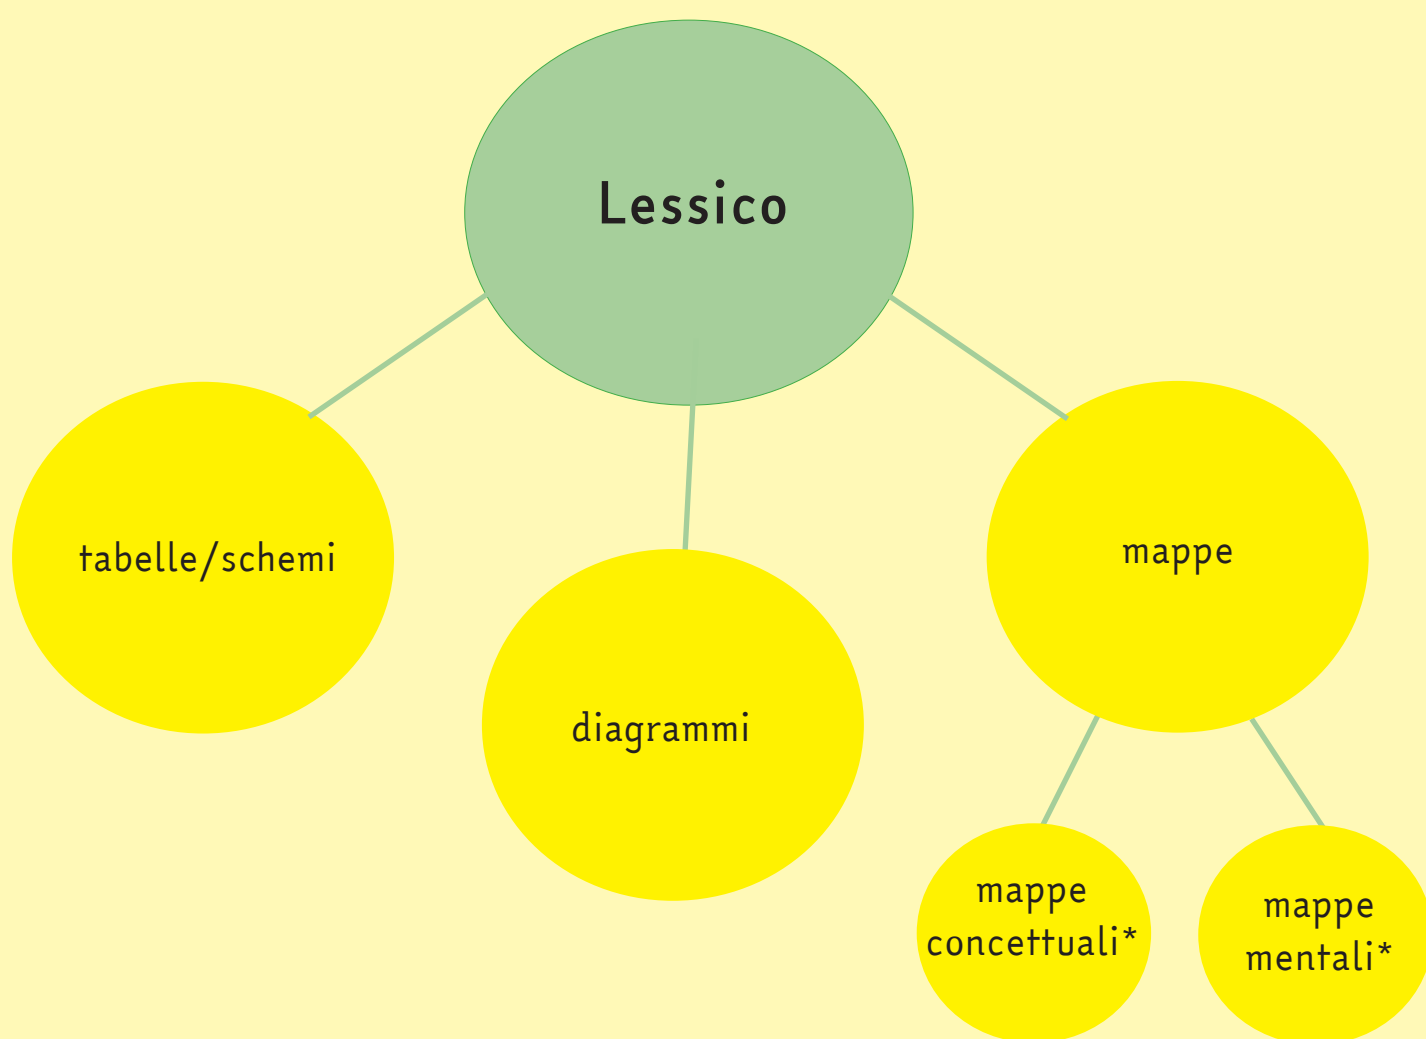 Lessico
tabelle/schemi
diagrammi
mappe
mappe
concettuali*
mappe
mentali*